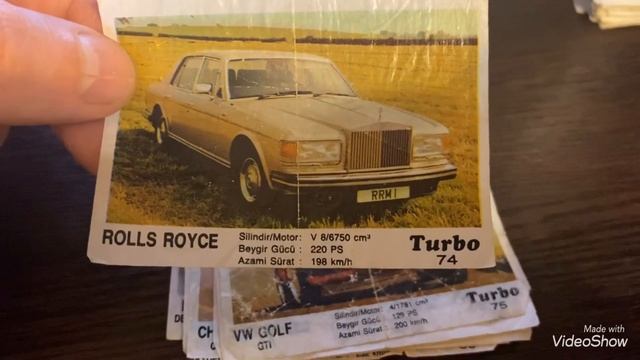 RRM 1
ROLLS ROYCE
Silindir/Motor: V 8/6750 cm³
Beygir Gücü : 220 PS
Azami Sürat : 198 km/h
Turbo
74
VW GOLF
GTI
Silindir/Motor: 4/1781 cm³
Beygir Gücü : 129 PS
Azami Sürat : 200 km/h
Turbo
75
DE
CH
Made with
VideoShow